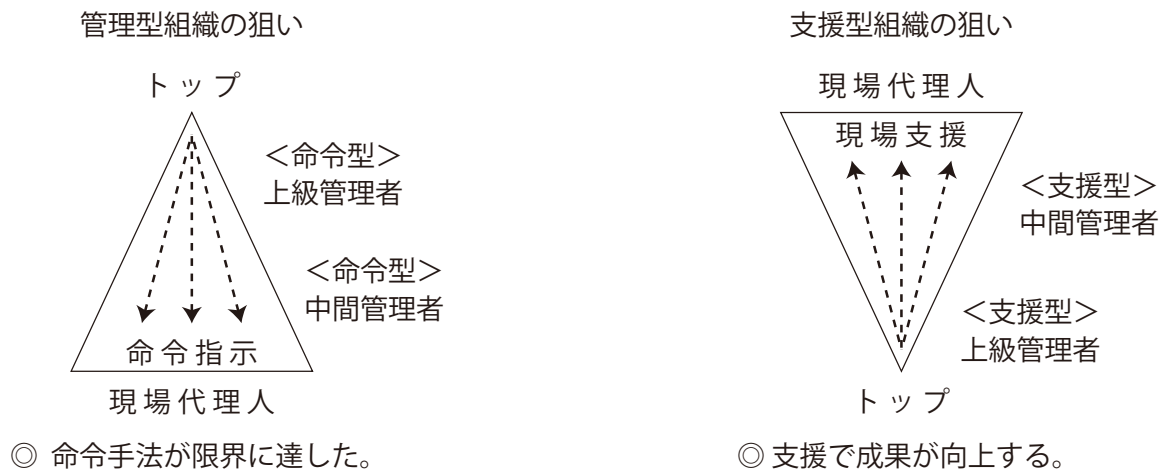 管理型組織の狙い
トップ
＜命令型＞
上級管理者
＜命令型＞
中間管理者
命令指示
現場代理人
◎ 命令手法が限界に達した。
支援型組織の狙い
現場代理人
現場支援
＜支援型＞
中間管理者
＜支援型＞
上級管理者
トップ
◎支援で成果が向上する。